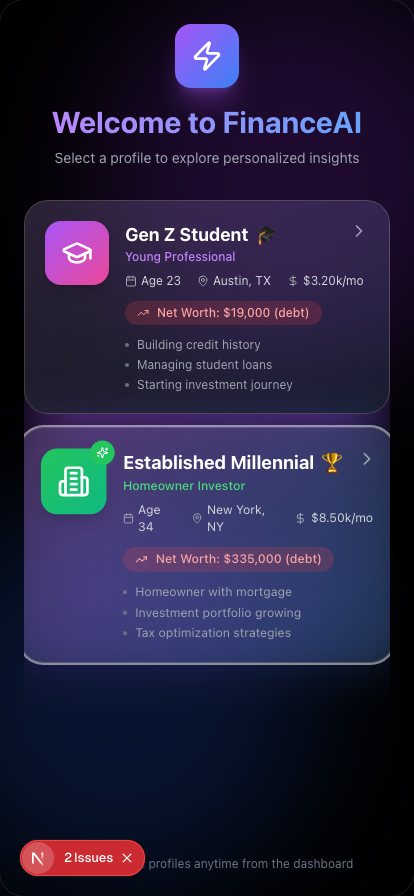 Welcome to FinanceAI
Select a profile to explore personalized insights
Gen Z Student 🎓
Young Professional
Age 23 Austin, TX $3.20k/mo
Net Worth: $19,000 (debt)
Building credit history
Managing student loans
Starting investment journey
Established Millennial 🏆
Homeowner Investor
Age 34 New York, NY $8.50k/mo
Net Worth: $335,000 (debt)
Homeowner with mortgage
Investment portfolio growing
Tax optimization strategies
N 2 Issues
profiles anytime from the dashboard